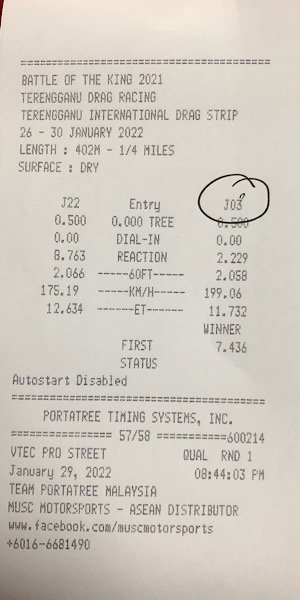 =====================================
BATTLE OF THE KING 2021
TERENGGANU DRAG RACING
TERENGGANU INTERNATIONAL DRAG STRIP
26 - 30 JANUARY 2022
LENGTH : 402M - 1/4 MILES
SURFACE : DRY
J22 Entry J03
0.500 0.000 TREE 0.500
0.00 DIAL-IN 0.00
8.763 REACTION 2.229
2.066 -----60FT----- 2.058
175.19 -----KM/H----- 199.06
12.634 ------ET------ 11.732
WINNER
FIRST 7.436
STATUS
Autostart Disabled
=====================================
PORTATREE TIMING SYSTEMS, INC.
=============== 57/58 ==========600214
VTEC PRO STREET QUAL RND 1
January 29, 2022 08:44:03 PM
TEAM PORTATREE MALAYSIA
MUSC MOTORSPORTS - ASEAN DISTRIBUTOR
www.facebook.com/muscmotorsports
+6016-6681490